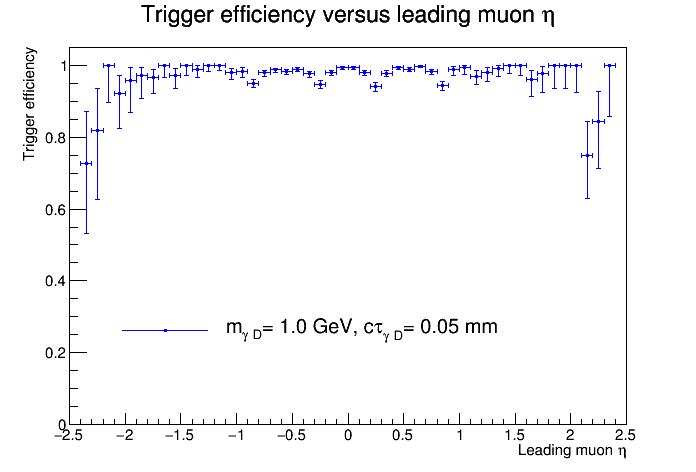 Trigger efficiency versus leading muon η
Trigger efficiency
1
0.8
0.6
0.4
0.2
0
m_γ D= 1.0 GeV, cτ_γ D= 0.05 mm
−2.5 −2 −1.5 −1 −0.5 0 0.5 1 1.5 2 2.5
Leading muon η